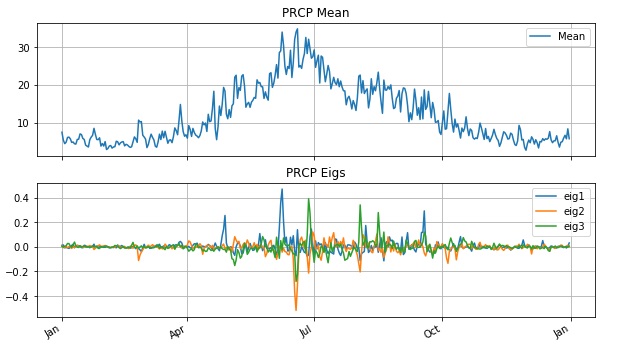 PRCP Mean
30
20
10
Mean
PRCP Eigs
0.4
0.2
0.0
−0.2
−0.4
eig1
eig2
eig3
Jan Apr Jul Oct Jan